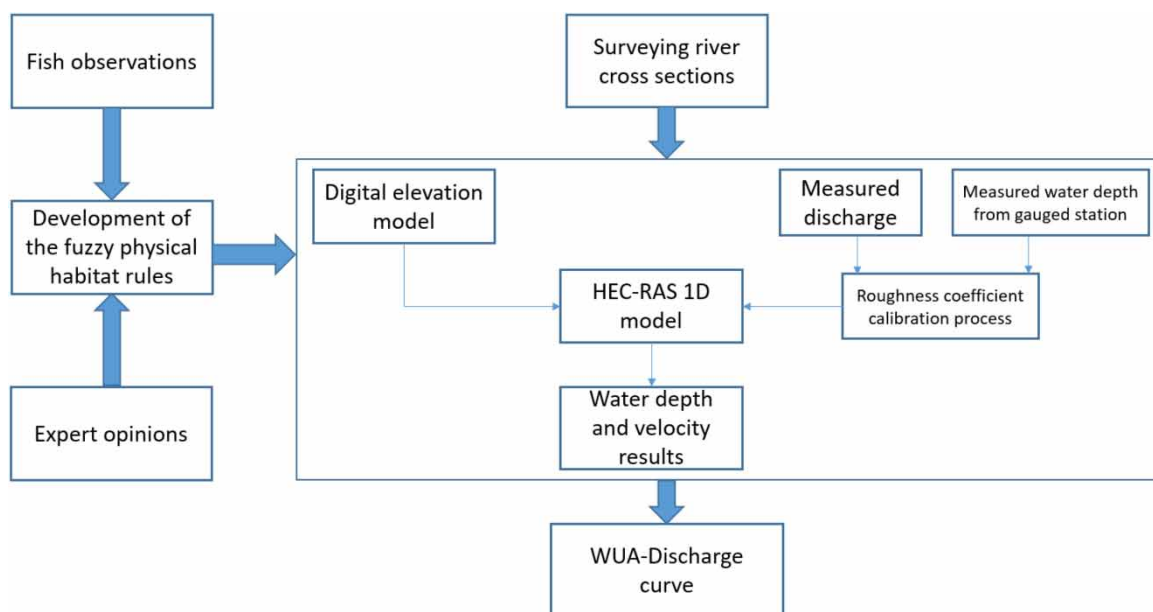 Fish observations
Surveying river
cross sections
Development of
the fuzzy physical
habitat rules
Expert opinions
Digital elevation
model
Measured
discharge
Measured water depth
from gauged station
HEC-RAS 1D
model
Roughness coefficient
calibration process
Water depth
and velocity
results
WUA-Discharge
curve